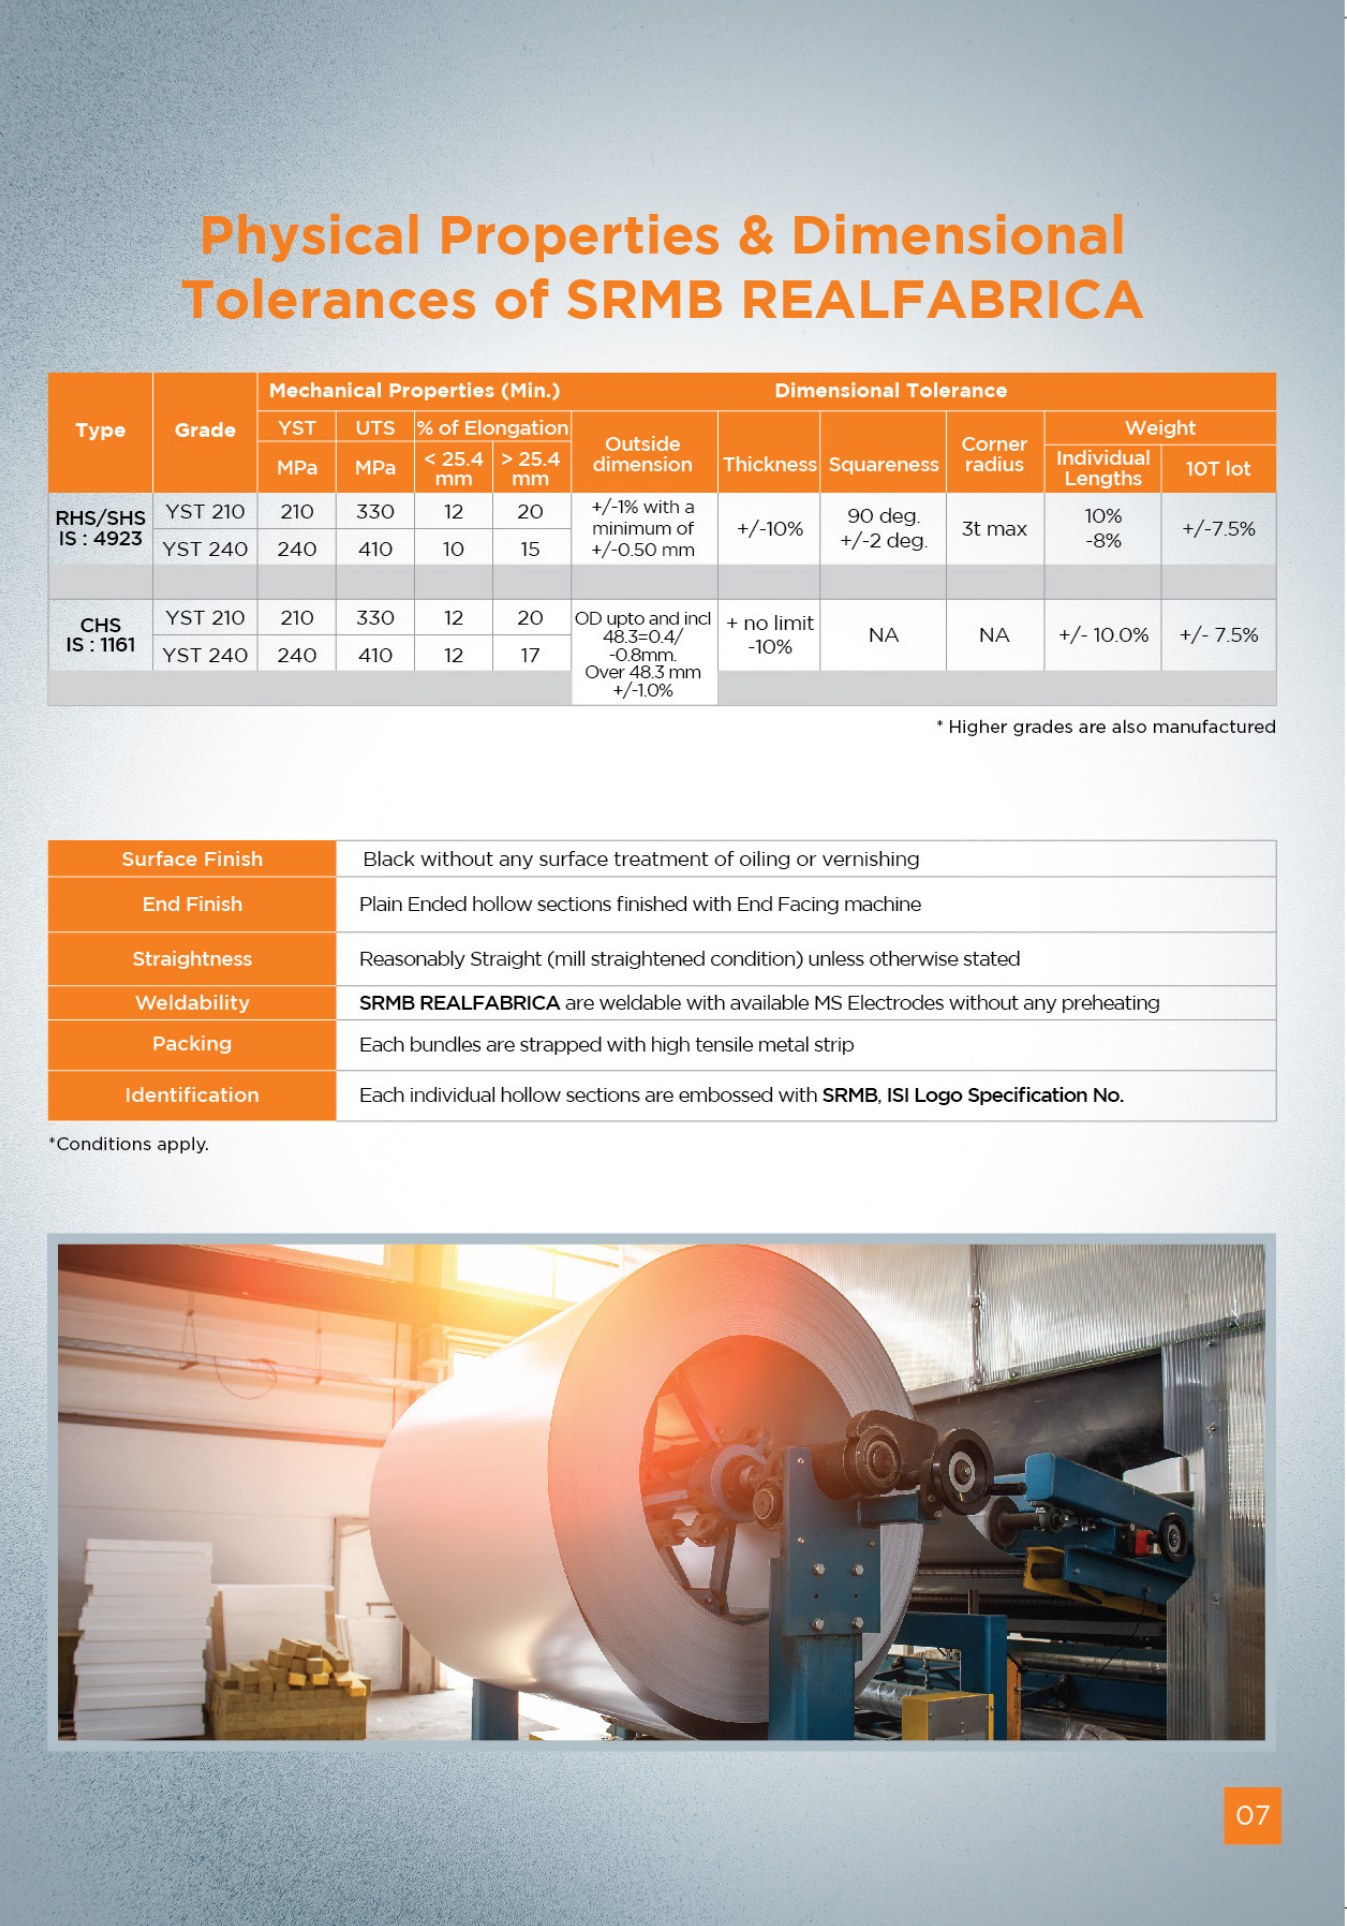 Physical Properties & Dimensional
Tolerances of SRMB REALFABRICA
Type Grade Mechanical Properties (Min.) Dimensional Tolerance
YST UTS % of Elongation Outside dimension Thickness Squareness Corner radius Weight
MPa MPa < 25.4 mm > 25.4 mm Individual Lengths 10T lot
RHS/SHS
IS : 4923
YST 210 210 330 12 20
YST 240 240 410 10 15
+/-1% with a
minimum of
+/-0.50 mm
+/-10%
90 deg.
+/-2 deg.
3t max
10%
-8%
+/-7.5%
CHS
IS : 1161
YST 210 210 330 12 20
YST 240 240 410 12 17
OD upto and incl
48.3=0.4/
-0.8mm.
Over 48.3 mm
+/-1.0%
+ no limit
-10%
NA
NA
+/- 10.0%
+/- 7.5%
* Higher grades are also manufactured
Surface Finish Black without any surface treatment of oiling or vernishing
End Finish Plain Ended hollow sections finished with End Facing machine
Straightness Reasonably Straight (mill straightened condition) unless otherwise stated
Weldability SRMB REALFABRICA are weldable with available MS Electrodes without any preheating
Packing Each bundles are strapped with high tensile metal strip
Identification Each individual hollow sections are embossed with SRMB, ISI Logo Specification No.
*Conditions apply.
07